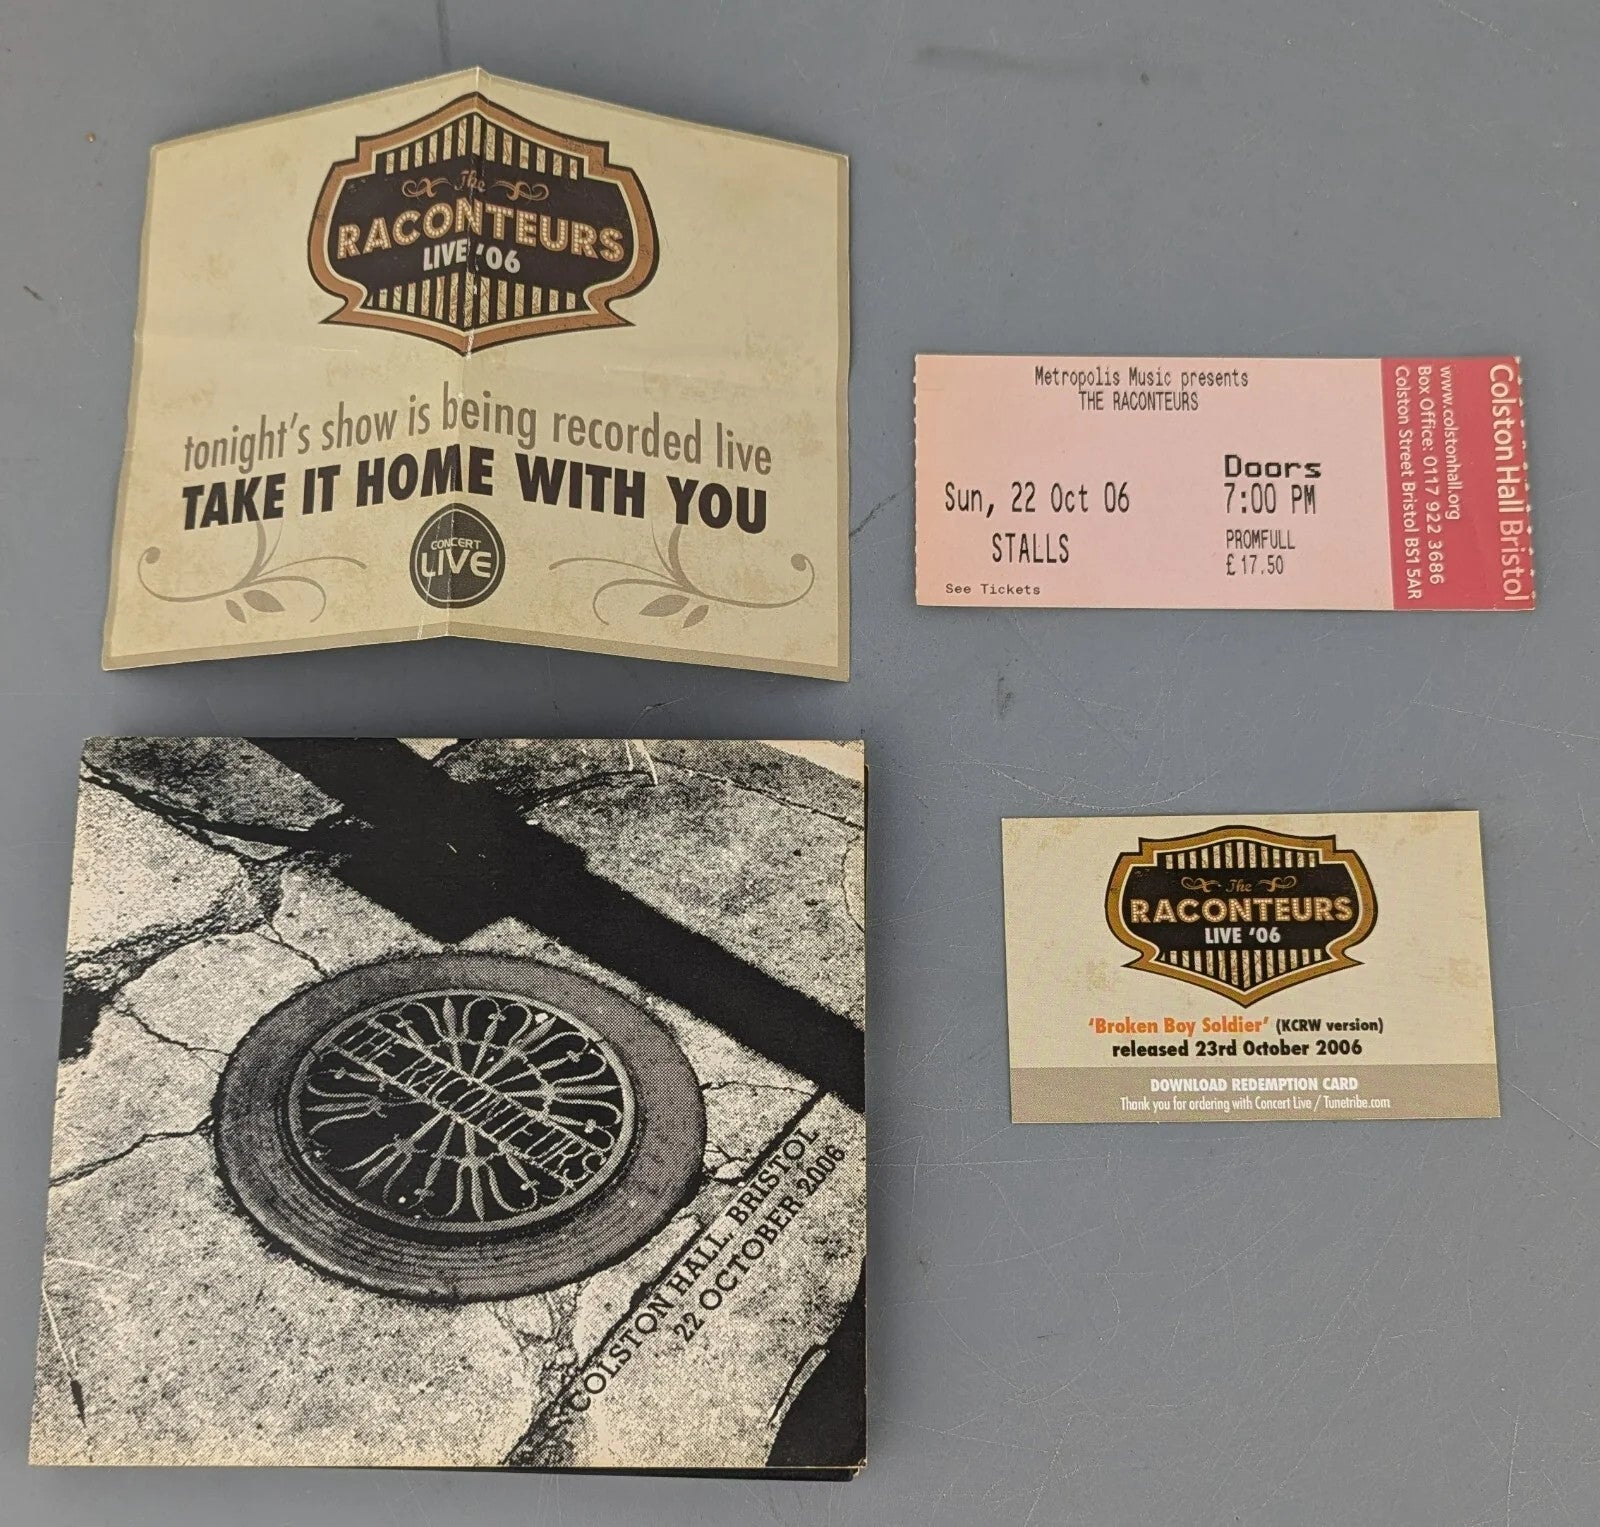 The
RACONTEURS
LIVE '06
tonight's show is being recorded live
TAKE IT HOME WITH YOU
CONCERT
LIVE
Metropolis Music presents
THE RACONTEURS
Doors
Sun, 22 Oct 06
7:00 PM
STALLS
PROMFULL
£17.50
See Tickets
Colston Hall Bristol
www.colstonhall.org
Box Office: 0117 922 3686
Colston Street Bristol BS1 5AR
THE RACONTEURS
COLSTON HALL, BRISTOL
22 OCTOBER 2006
The
RACONTEURS
LIVE '06
'Broken Boy Soldier' (KCRW version)
released 23rd October 2006
DOWNLOAD REDEMPTION CARD
Thank you for ordering with Concert Live / Tunetribe.com